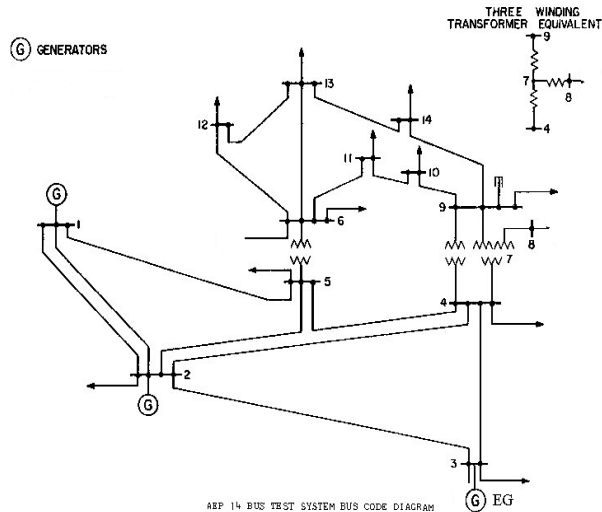 THREE WINDING
TRANSFORMER EQUIVALENT
9
7
8
4
G GENERATORS
13
14
12
11
10
9
8
7
6
G
1
5
4
2
G
3
G EG
AEP 14 BUS TEST SYSTEM BUS CODE DIAGRAM